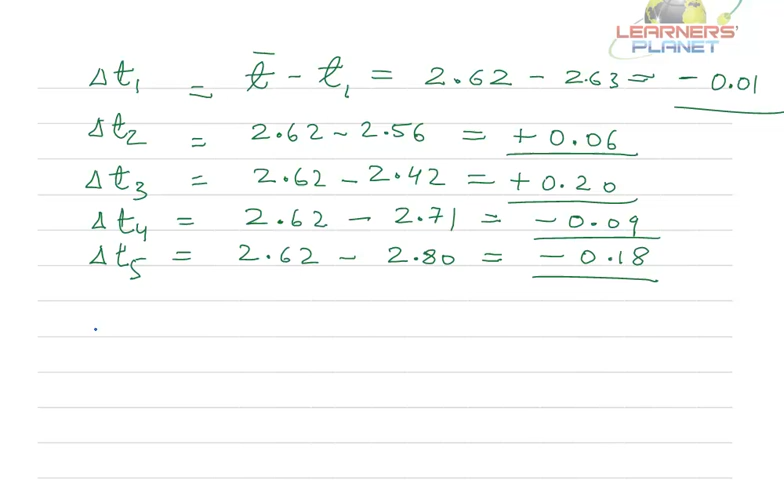 LEARNERS'
PLANET
Δt₁ = t̄ - t₁ = 2.62 - 2.63 = - 0.01
Δt₂ = 2.62 - 2.56 = + 0.06
Δt₃ = 2.62 - 2.42 = + 0.20
Δt₄ = 2.62 - 2.71 = - 0.09
Δt₅ = 2.62 - 2.80 = - 0.18